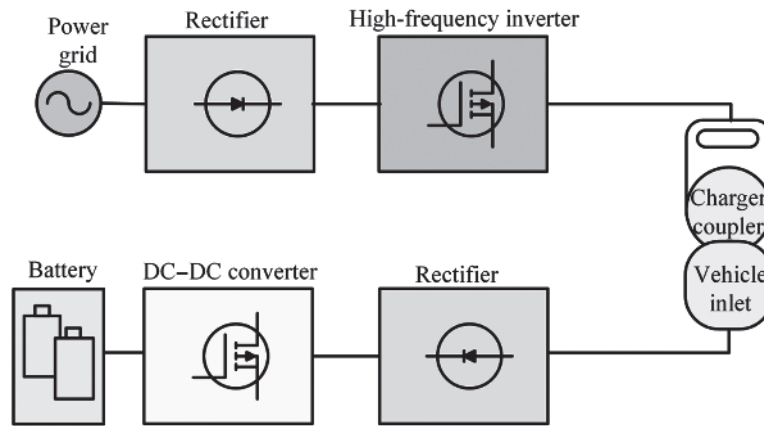 Power
grid
Rectifier
High-frequency inverter
Charger
coupler
Vehicle
inlet
Battery
DC–DC converter
Rectifier